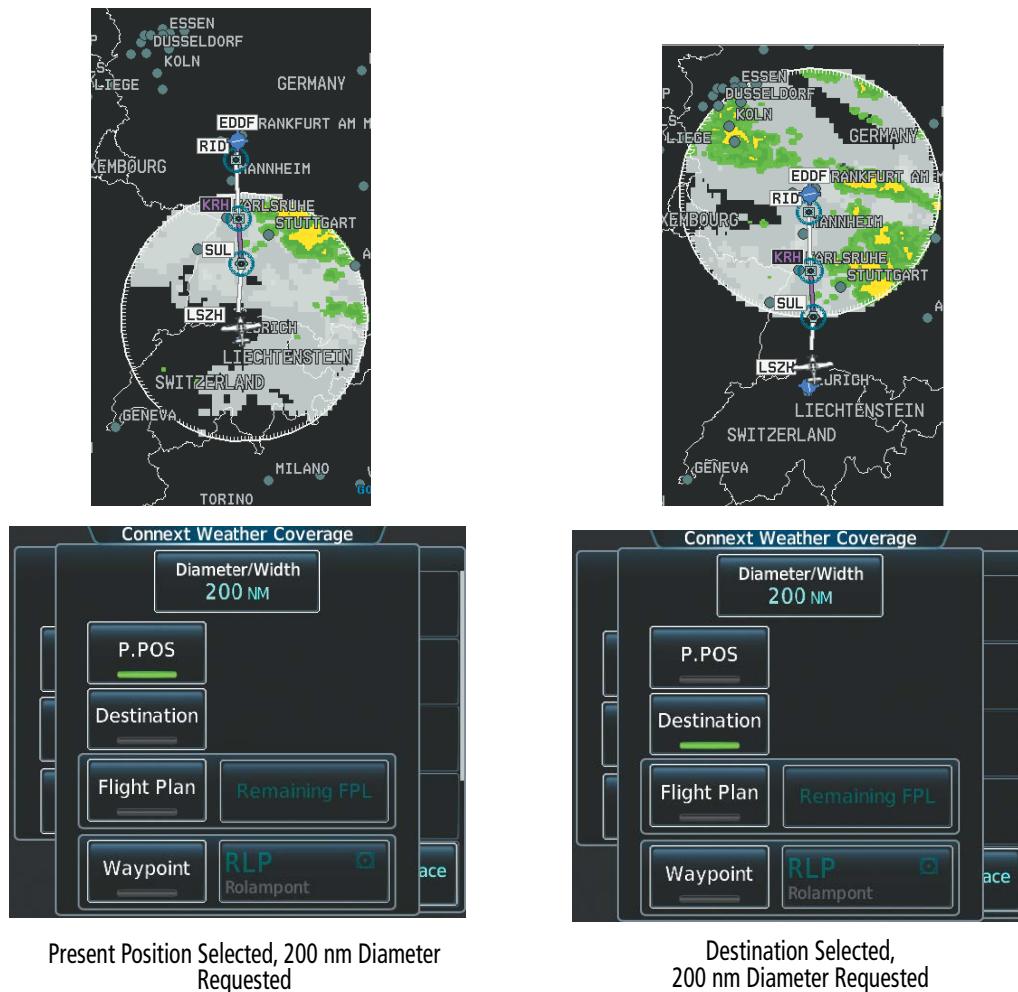 ESSEN
DUSSELDORF
KOLN
LIEGE
GERMANY
EDDF RANKFURT AM M
RID
XEMBOURG
MANNHEIM
KRH ARLSRUHE
STUTTGART
SUL
LSZH
RICH
LIECHTENSTEIN
SWITZERLAND
GENEVA
MILANO
GO
TORINO
ESSEN
DUSSELDORF
KOLN
LIEGE
GERMANY
EDDF RANKFURT AM M
RID
XEMBOURG
MANNHEIM
KRH ARLSRUHE
STUTTGART
SUL
LSZH
URICH
LIECHTENSTEIN
SWITZERLAND
GENEVA
Connext Weather Coverage
Diameter/Width
200 NM
P.POS
Destination
Flight Plan Remaining FPL
Waypoint RLP
Rolampont
ace
Connext Weather Coverage
Diameter/Width
200 NM
P.POS
Destination
Flight Plan Remaining FPL
Waypoint RLP
Rolampont
ace
Present Position Selected, 200 nm Diameter
Requested
Destination Selected,
200 nm Diameter Requested